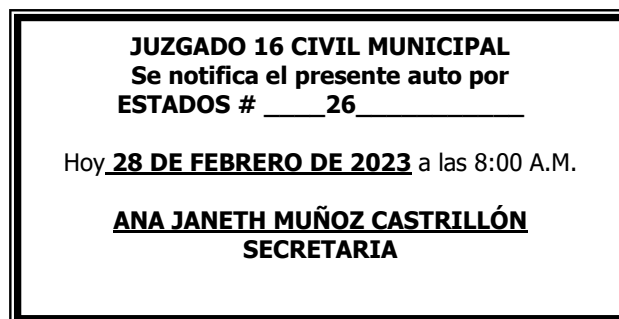 JUZGADO 16 CIVIL MUNICIPAL
Se notifica el presente auto por
ESTADOS # _____26______________
Hoy 28 DE FEBRERO DE 2023 a las 8:00 A.M.
ANA JANETH MUÑOZ CASTRILLÓN
SECRETARIA